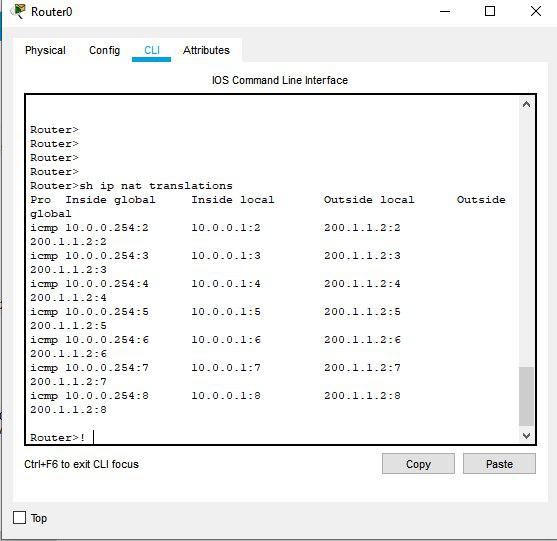 Router0
Physical Config CLI Attributes
IOS Command Line Interface
Router>
Router>
Router>
Router>
Router>sh ip nat translations
Pro  Inside global     Inside local       Outside local      Outside
global
icmp 10.0.0.254:2      10.0.0.1:2         200.1.1.2:2
200.1.1.2:2
icmp 10.0.0.254:3      10.0.0.1:3         200.1.1.2:3
200.1.1.2:3
icmp 10.0.0.254:4      10.0.0.1:4         200.1.1.2:4
200.1.1.2:4
icmp 10.0.0.254:5      10.0.0.1:5         200.1.1.2:5
200.1.1.2:5
icmp 10.0.0.254:6      10.0.0.1:6         200.1.1.2:6
200.1.1.2:6
icmp 10.0.0.254:7      10.0.0.1:7         200.1.1.2:7
200.1.1.2:7
icmp 10.0.0.254:8      10.0.0.1:8         200.1.1.2:8
200.1.1.2:8
Router>!
Ctrl+F6 to exit CLI focus
Copy Paste
Top